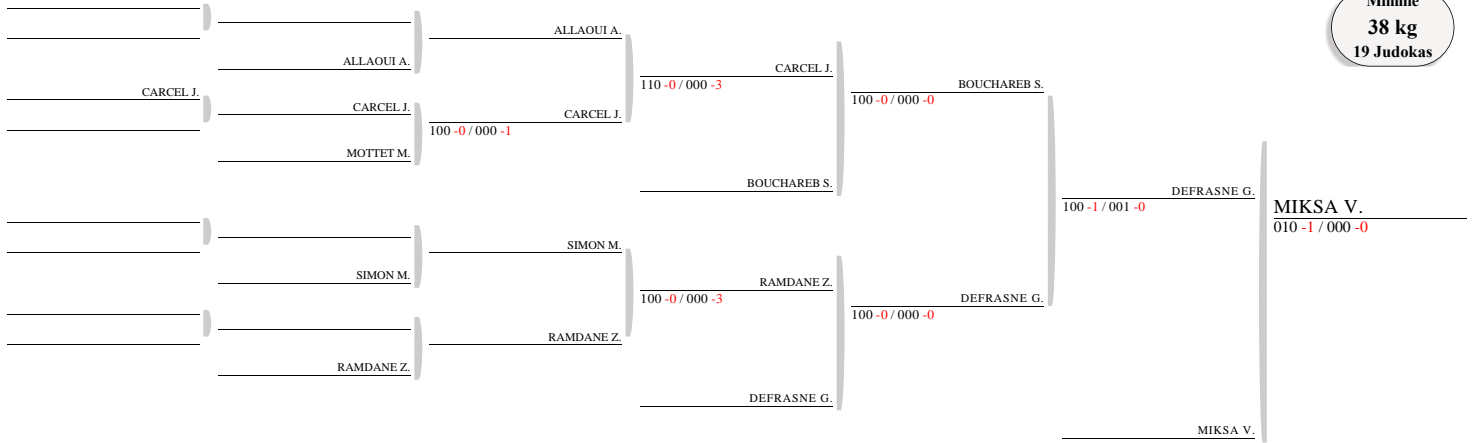 Minime
38 kg
19 Judokas
ALLAOUI A.
ALLAOUI A.
CARCEL J.
110 -0 / 000 -3
BOUCHAREB S.
100 -0 / 000 -0
CARCEL J.
CARCEL J.
CARCEL J.
100 -0 / 000 -1
MOTTET M.
BOUCHAREB S.
DEFRASNE G.
100 -1 / 001 -0
MIKSA V.
010 -1 / 000 -0
SIMON M.
SIMON M.
RAMDANE Z.
100 -0 / 000 -3
DEFRASNE G.
100 -0 / 000 -0
RAMDANE Z.
RAMDANE Z.
DEFRASNE G.
MIKSA V.